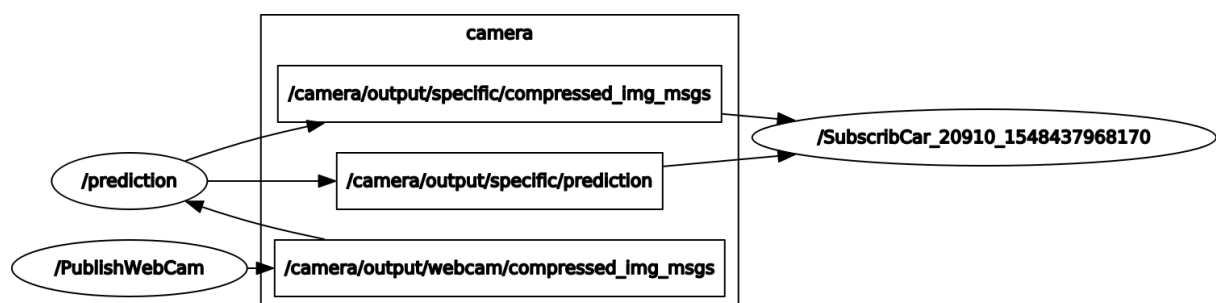 camera
/camera/output/specific/compressed_img_msgs
/SubscribCar_20910_1548437968170
/prediction
/camera/output/specific/prediction
/PublishWebCam
/camera/output/webcam/compressed_img_msgs